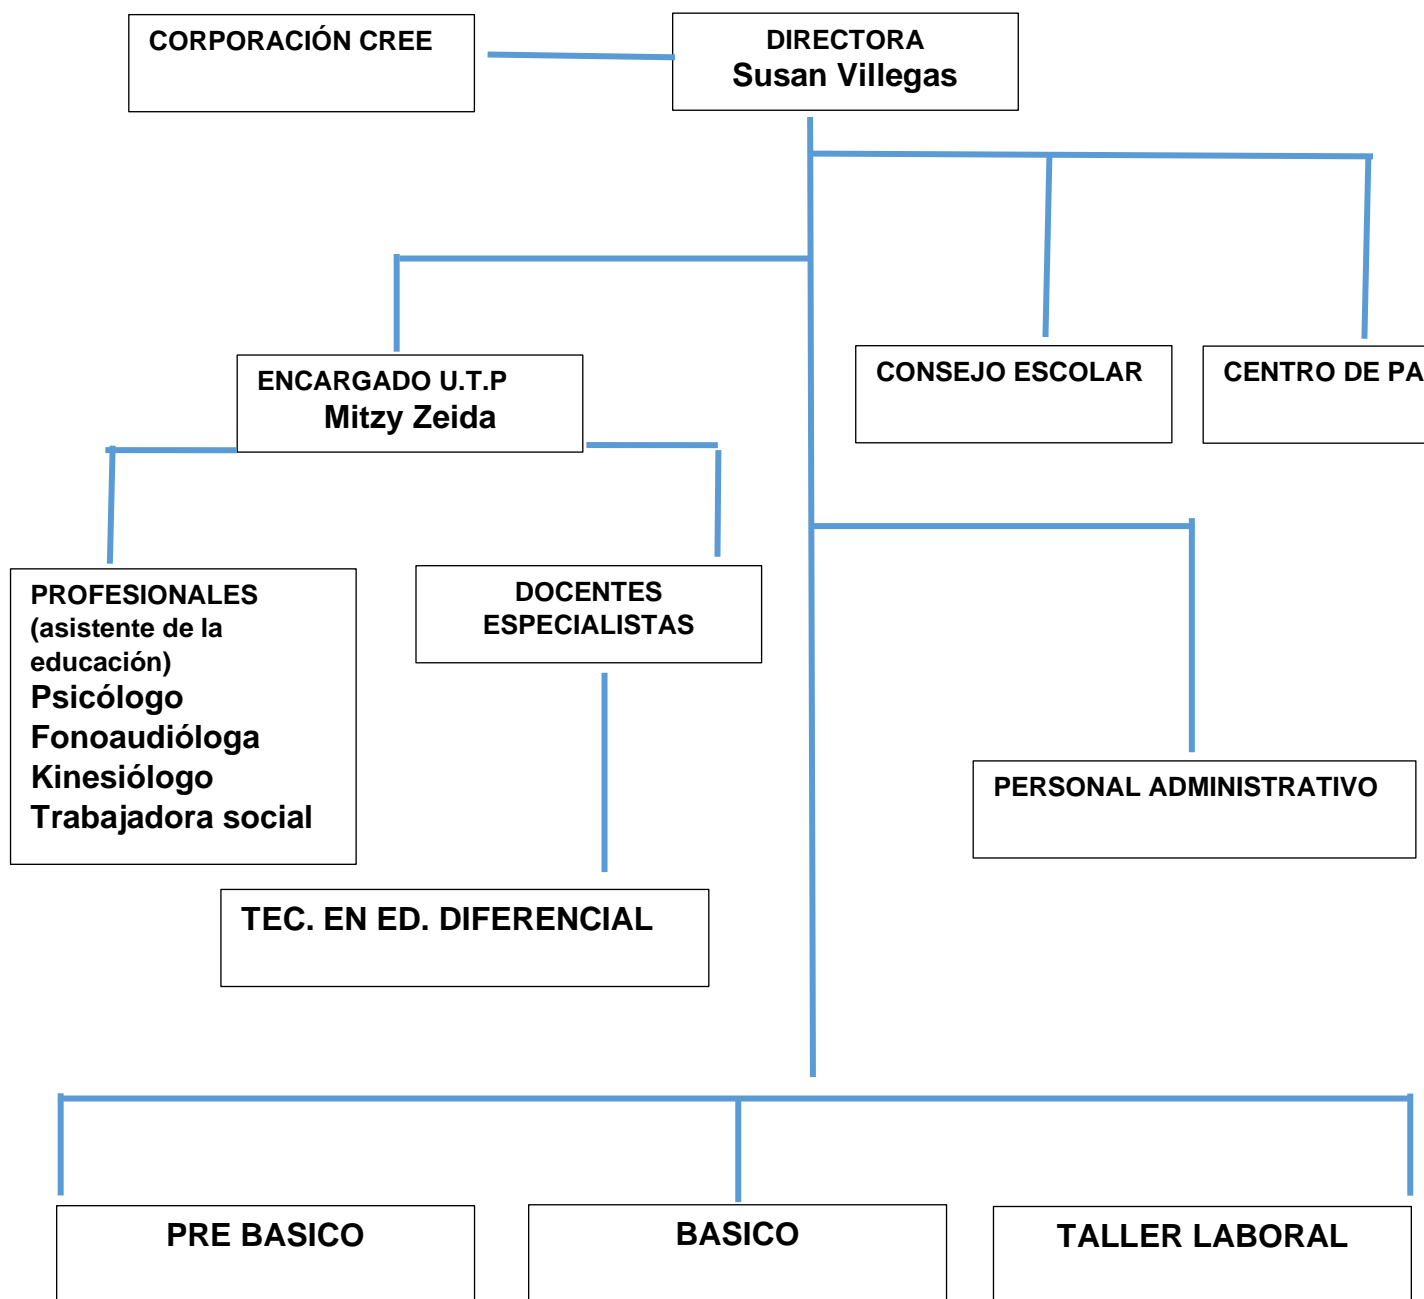 CORPORACIÓN CREE
DIRECTORA
Susan Villegas
ENCARGADO U.T.P
Mitzy Zeida
CONSEJO ESCOLAR
CENTRO DE PA
PROFESIONALES
(asistente de la
educación)
Psicólogo
Fonoaudióloga
Kinesiólogo
Trabajadora social
DOCENTES
ESPECIALISTAS
PERSONAL ADMINISTRATIVO
TEC. EN ED. DIFERENCIAL
PRE BASICO
BASICO
TALLER LABORAL